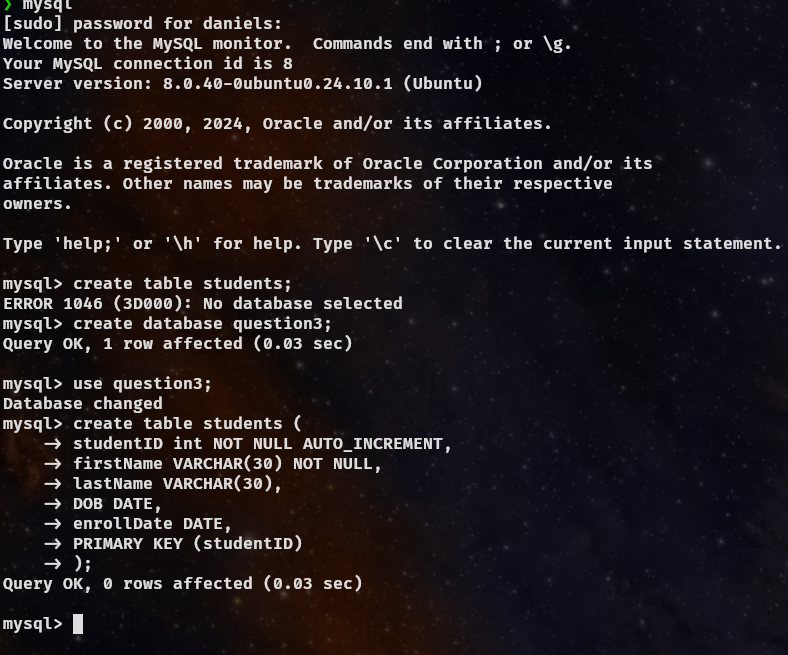 ❯ mysql
[sudo] password for daniels:
Welcome to the MySQL monitor.  Commands end with ; or \g.
Your MySQL connection id is 8
Server version: 8.0.40-0ubuntu0.24.10.1 (Ubuntu)

Copyright (c) 2000, 2024, Oracle and/or its affiliates.

Oracle is a registered trademark of Oracle Corporation and/or its
affiliates. Other names may be trademarks of their respective
owners.

Type 'help;' or '\h' for help. Type '\c' to clear the current input statement.

mysql> create table students;
ERROR 1046 (3D000): No database selected
mysql> create database question3;
Query OK, 1 row affected (0.03 sec)

mysql> use question3;
Database changed
mysql> create table students (
    -> studentID int NOT NULL AUTO_INCREMENT,
    -> firstName VARCHAR(30) NOT NULL,
    -> lastName VARCHAR(30),
    -> DOB DATE,
    -> enrollDate DATE,
    -> PRIMARY KEY (studentID)
    -> );
Query OK, 0 rows affected (0.03 sec)

mysql>